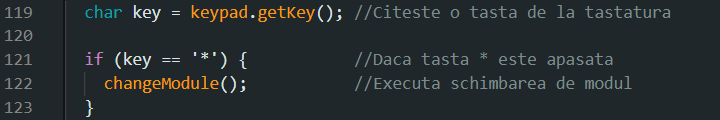 119 char key = keypad.getKey(); //Citeste o tasta de la tastatura
120
121 if (key == '*') { //Daca tasta * este apasata
122 changeModule(); //Executa schimbarea de modul
123 }